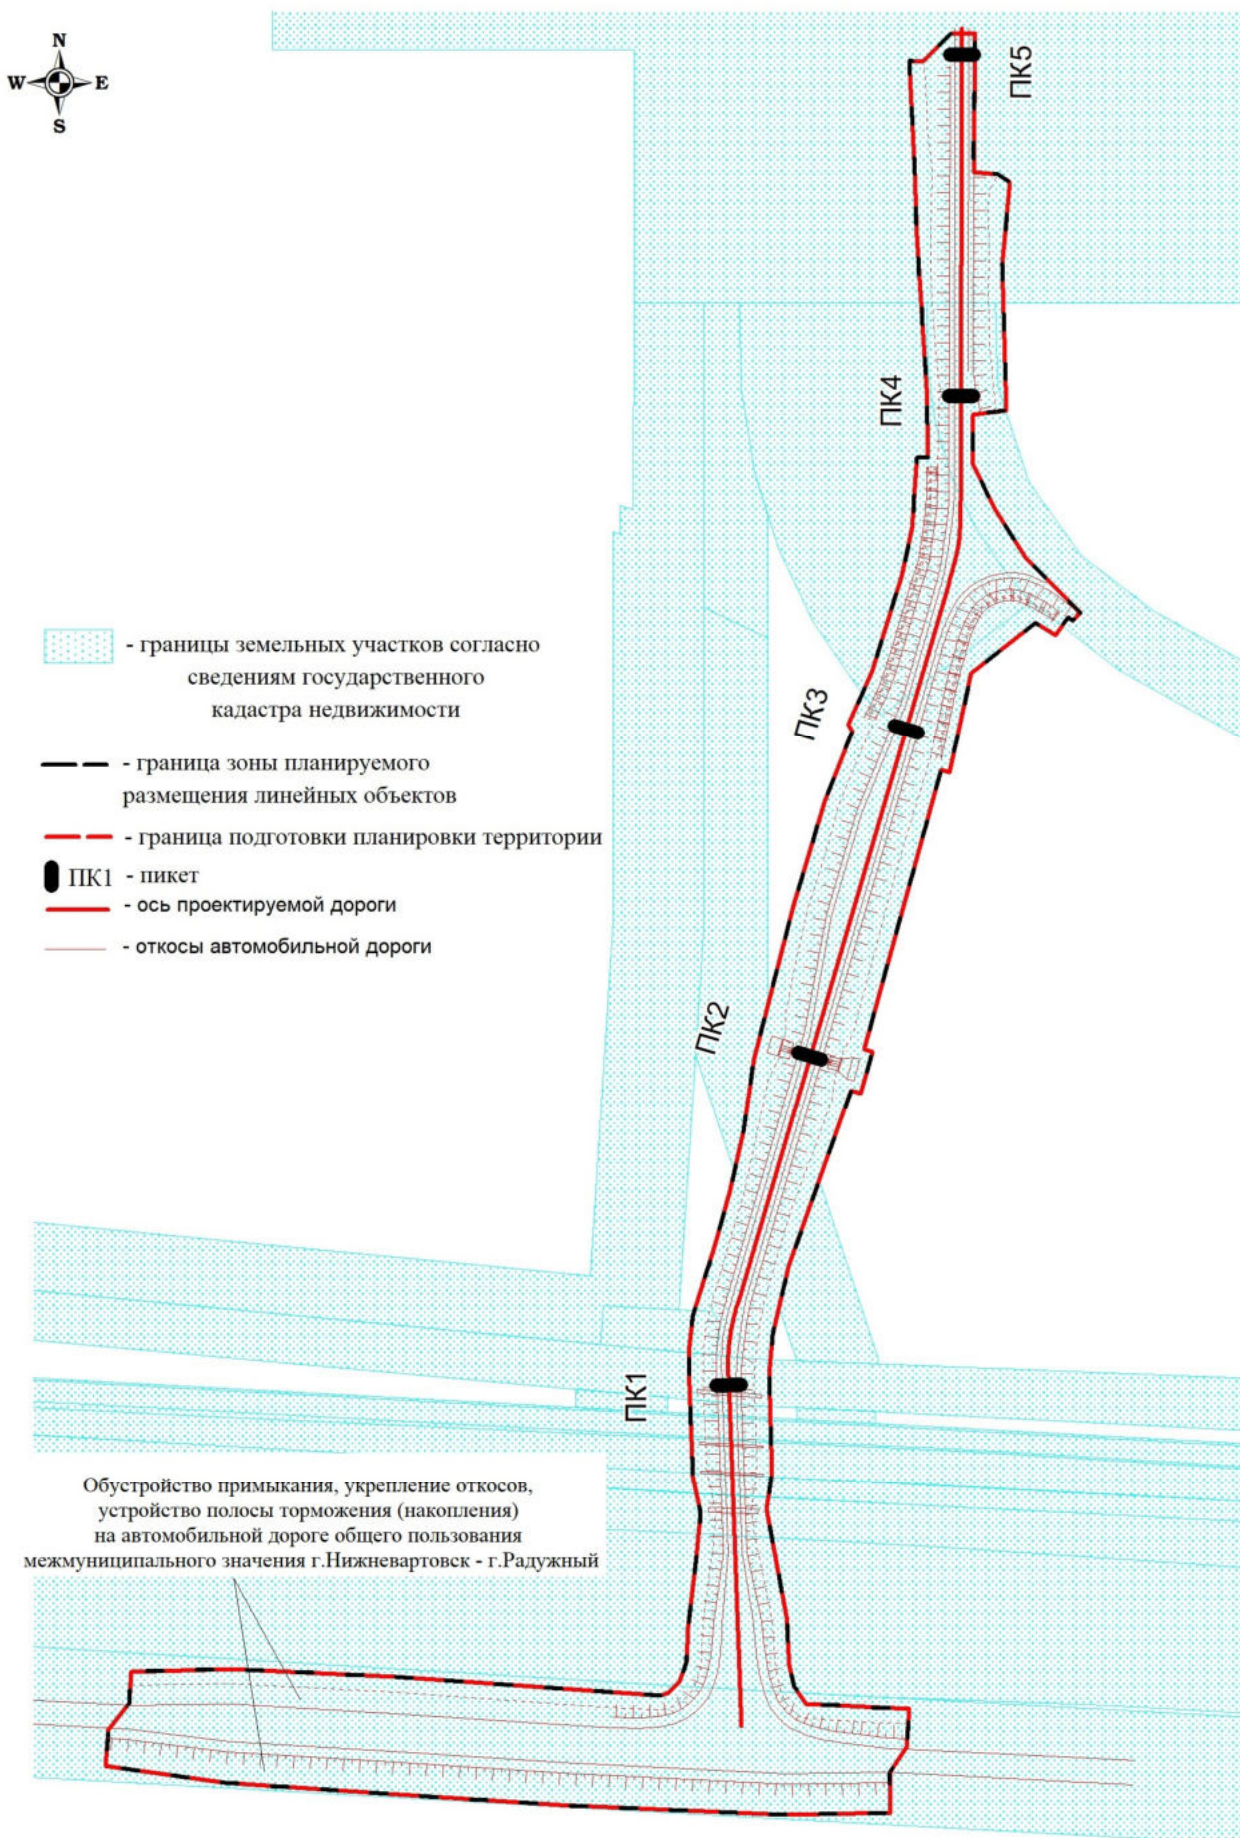 N
W E
S
ПК5
ПК4
- границы земельных участков согласно
сведениям государственного
кадастра недвижимости
ПК3
- граница зоны планируемого
размещения линейных объектов
- граница подготовки планировки территории
ПК1 - пикет
- ось проектируемой дороги
- откосы автомобильной дороги
ПК2
ПК1
Обустройство примыкания, укрепление откосов,
устройство полосы торможения (накопления)
на автомобильной дороге общего пользования
межмуниципального значения г.Нижневартовск - г.Радужный